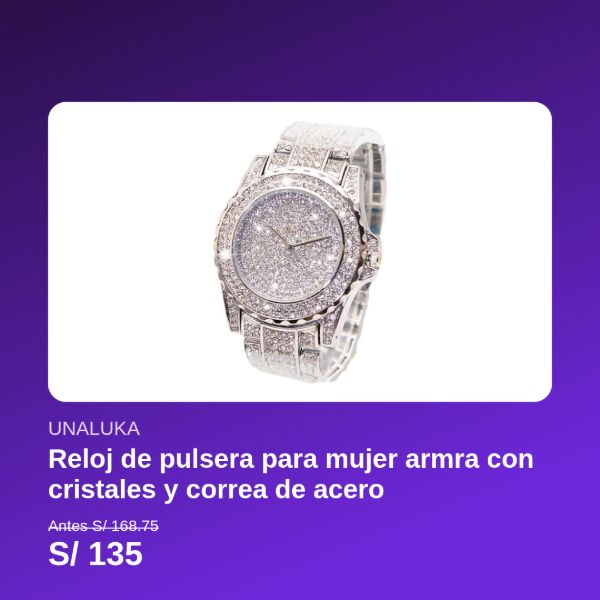 UNALUKA
Reloj de pulsera para mujer armra con
cristales y correa de acero
Antes S/ 168.75
S/ 135